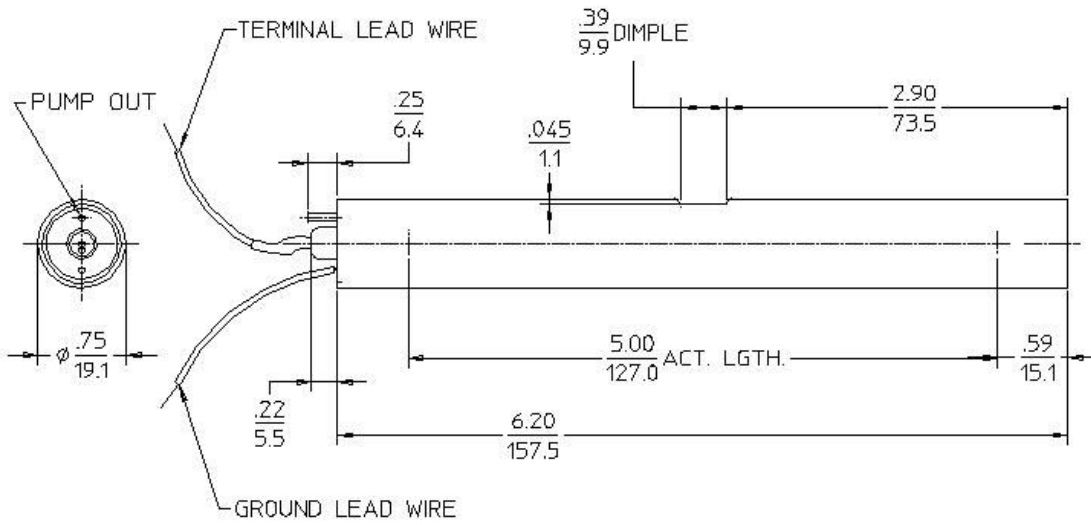 TERMINAL LEAD WIRE
.39
9.9 DIMPLE
PUMP OUT
.25
6.4
2.90
73.5
.045
1.1
Ø .75
19.1
5.00
127.0 ACT. LGTH.
.59
15.1
.22
5.5
6.20
157.5
GROUND LEAD WIRE